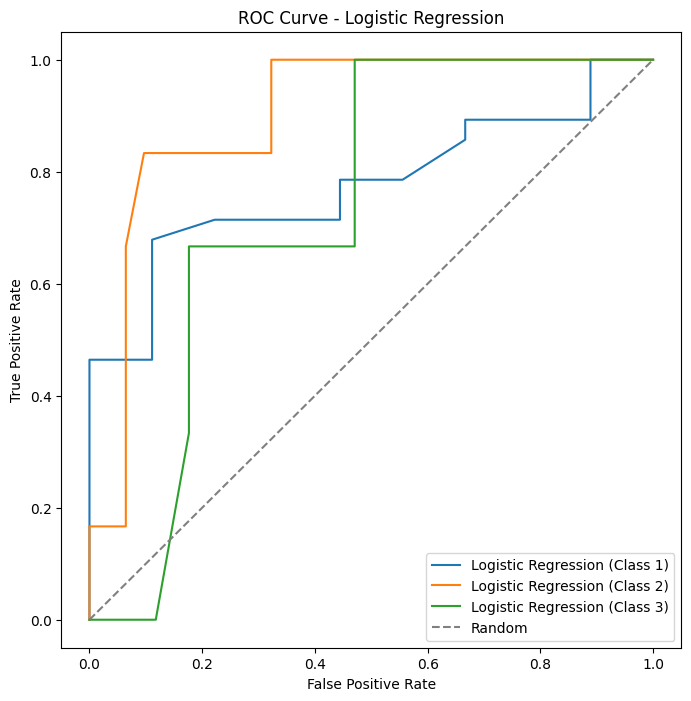 ROC Curve - Logistic Regression
True Positive Rate
1.0
0.8
0.6
0.4
0.2
0.0
Logistic Regression (Class 1)
Logistic Regression (Class 2)
Logistic Regression (Class 3)
Random
0.0 0.2 0.4 0.6 0.8 1.0
False Positive Rate